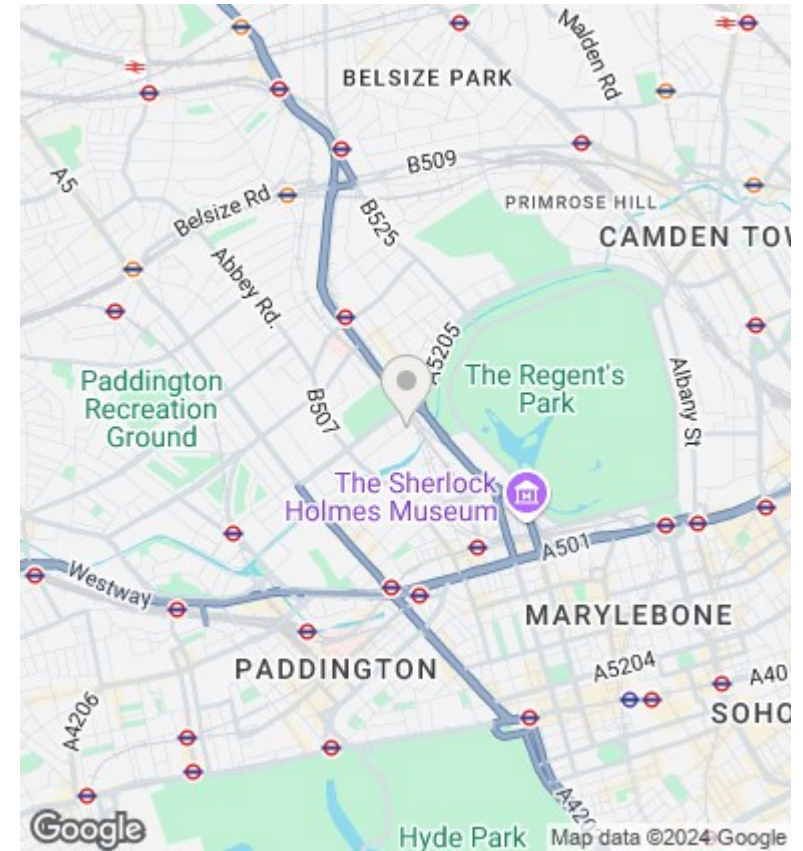 BELSIZE PARK
Malden Rd
A5
B509
Belsize Rd
B525
PRIMROSE HILL
CAMDEN TOW
Abbey Rd.
A5205
The Regent's
Park
Albany St
Paddington
Recreation
Ground
B507
The Sherlock
Holmes Museum
A501
Westway
MARYLEBONE
PADDINGTON
A5204
A40
SOHO
A4206
A420
Google
Hyde Park
Map data ©2024 Google